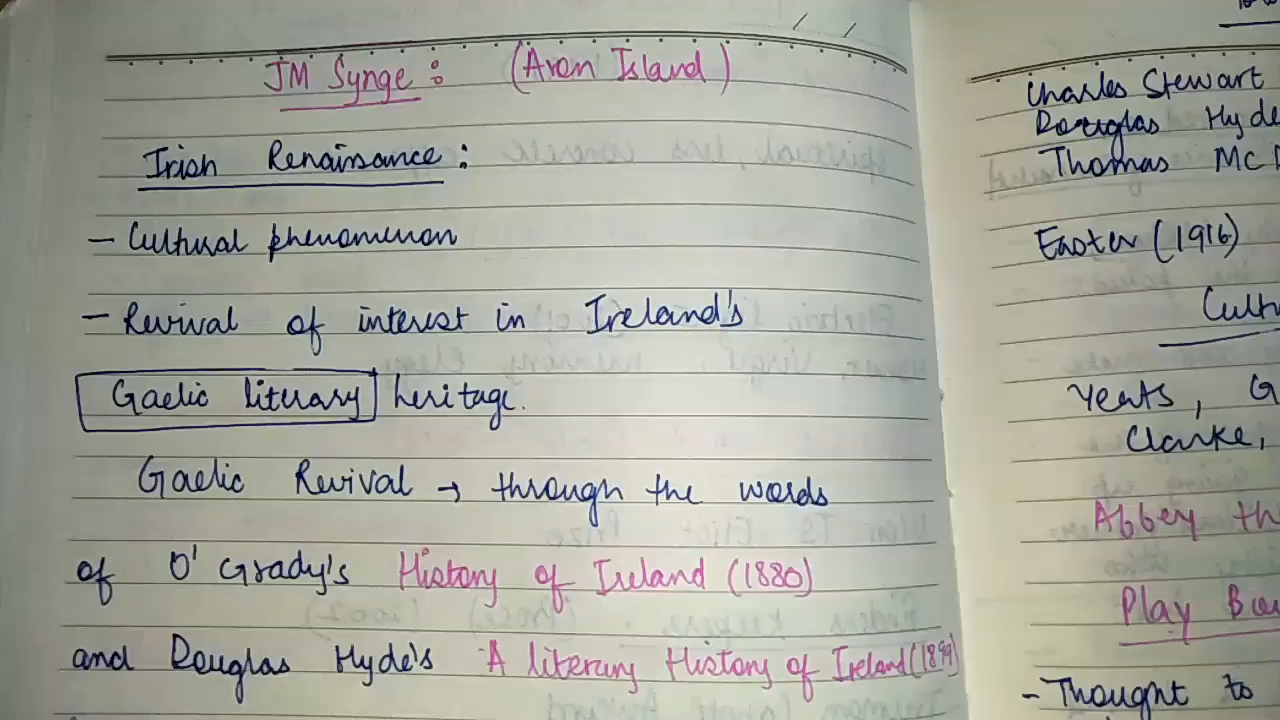 JM Synge : (Aran Island)
Irish Renaissance :
- Cultural phenomenon
- Revival of interest in Ireland's
Gaelic literary heritage.
Gaelic Revival → through the words
of O'Grady's History of Ireland (1880)
and Douglas Hyde's A literary History of Ireland (1899)
Charles Stewart
Douglas Hyde
Thomas Mc
Easter (1916)
Yeats, G
Clarke,
Abbey th
Play
- Thought to